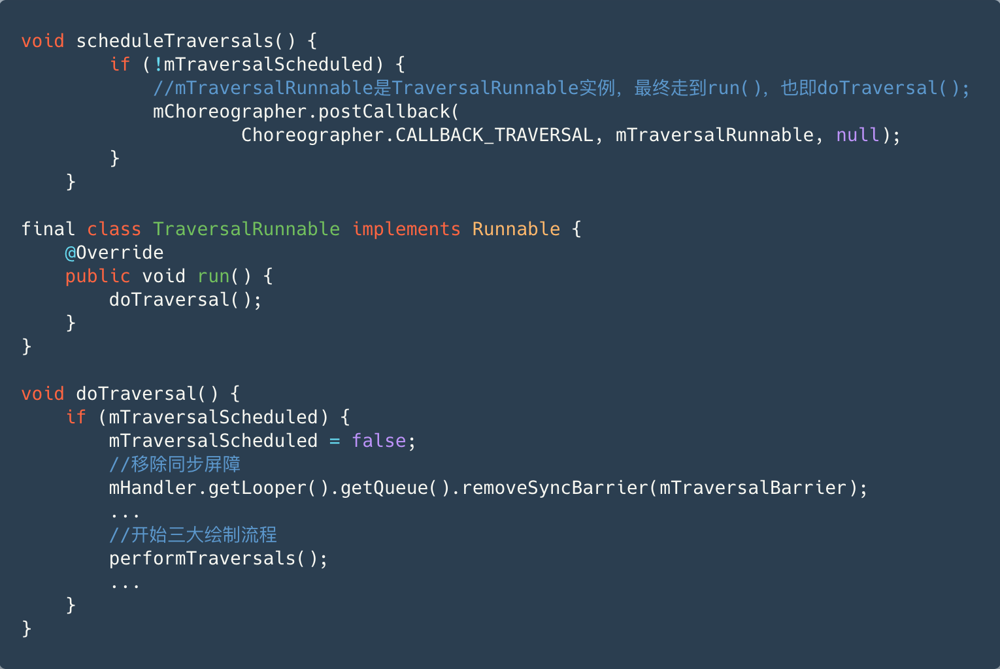 void scheduleTraversals() {
        if (!mTraversalScheduled) {
            //mTraversalRunnable是TraversalRunnable实例，最终走到run()，也即doTraversal();
            mChoreographer.postCallback(
                    Choreographer.CALLBACK_TRAVERSAL, mTraversalRunnable, null);
        }
    }

final class TraversalRunnable implements Runnable {
    @Override
    public void run() {
        doTraversal();
    }
}

void doTraversal() {
    if (mTraversalScheduled) {
        mTraversalScheduled = false;
        //移除同步屏障
        mHandler.getLooper().getQueue().removeSyncBarrier(mTraversalBarrier);
        ...
        //开始三大绘制流程
        performTraversals();
        ...
    }
}